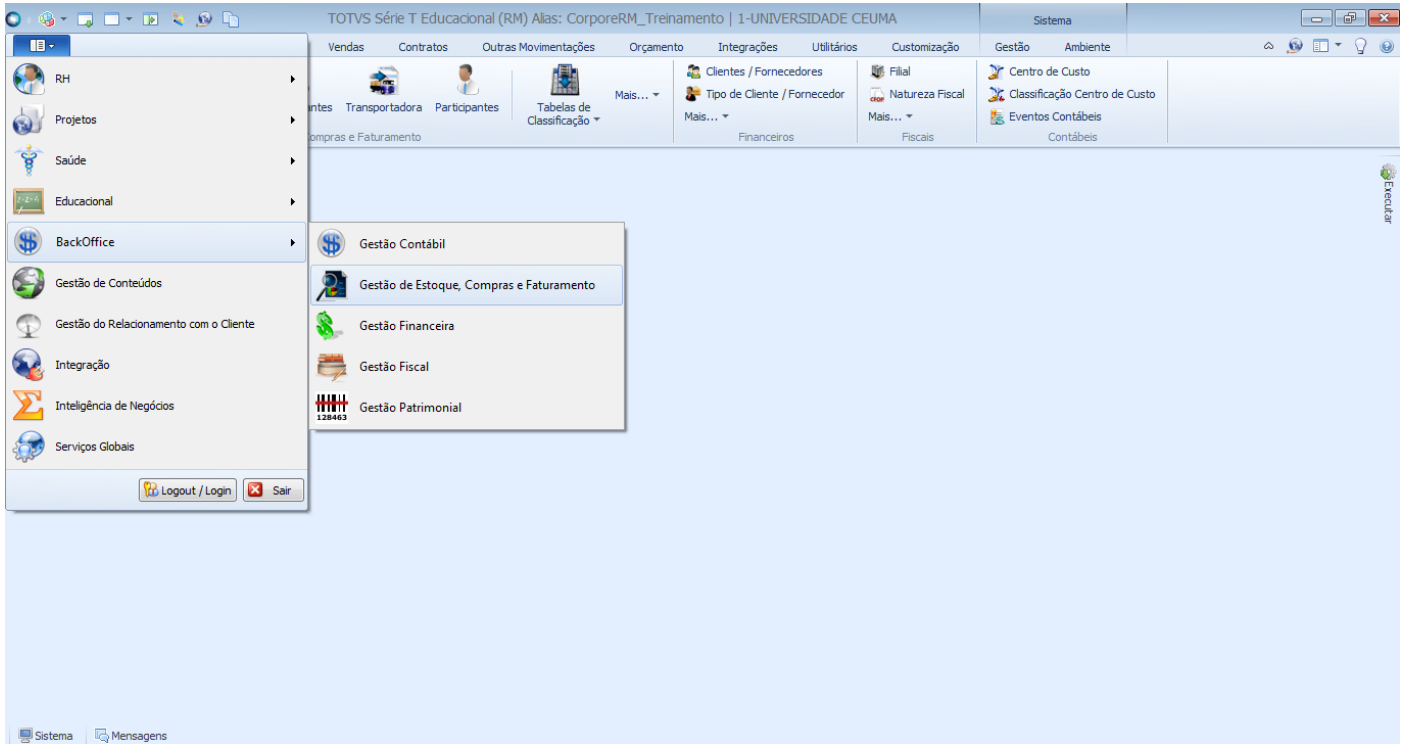 TOTVS Série T Educacional (RM) Alias: CorporeRM_Treinamento | 1-UNIVERSIDADE CEUMA
Sistema
Vendas Contratos Outras Movimentações Orçamento Integrações Utilitários Customização Gestão Ambiente
RH
Projetos
Saúde
Educacional
BackOffice
Gestão de Conteúdos
Gestão do Relacionamento com o Cliente
Integração
Inteligência de Negócios
Serviços Globais
Logout / Login Sair
antes Transportadora Participantes
Tabelas de
Classificação
Mais...
ompras e Faturamento
Clientes / Fornecedores
Tipo de Cliente / Fornecedor
Mais...
Financeiros
Filial
Natureza Fiscal
Mais...
Fiscais
Centro de Custo
Classificação Centro de Custo
Eventos Contábeis
Contábeis
Executar
Gestão Contábil
Gestão de Estoque, Compras e Faturamento
Gestão Financeira
Gestão Fiscal
128463
Gestão Patrimonial
Sistema Mensagens